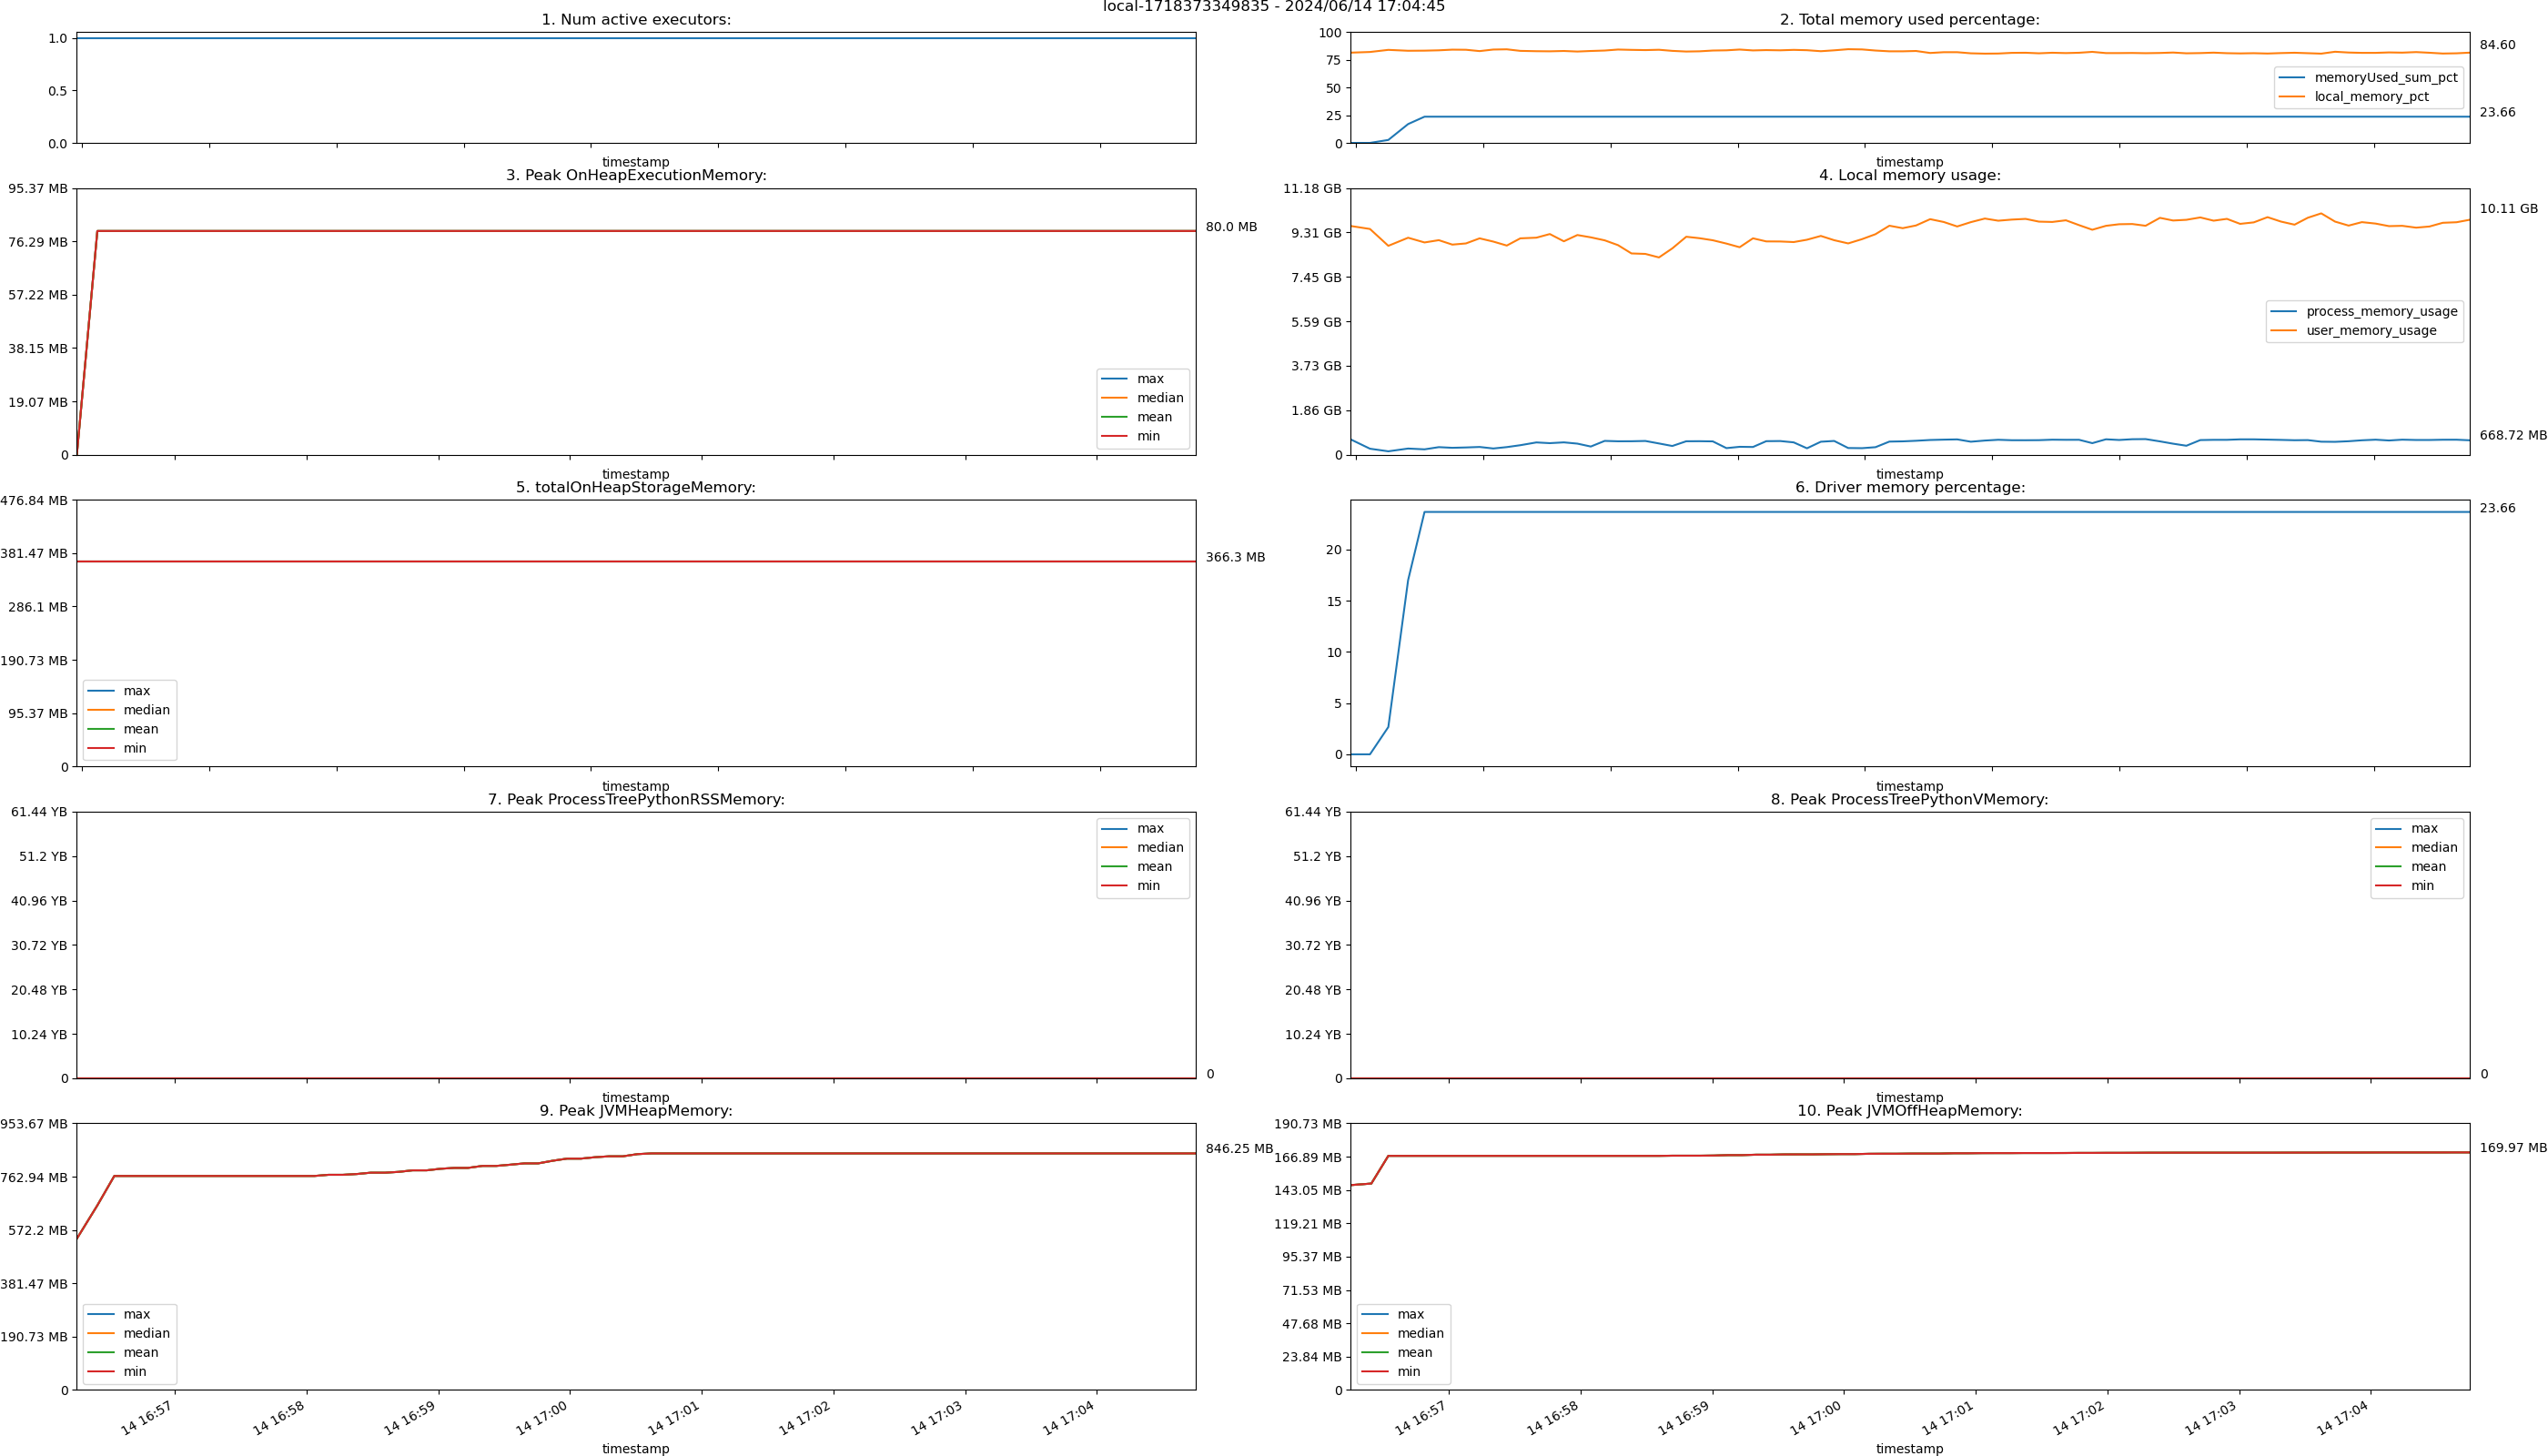 local-1718373349835 - 2024/06/14 17:04:45
1. Num active executors:
1.0
0.5
0.0
timestamp
2. Total memory used percentage:
100
75
50
25
0
84.60
23.66
memoryUsed_sum_pct
local_memory_pct
timestamp
3. Peak OnHeapExecutionMemory:
95.37 MB
76.29 MB
57.22 MB
38.15 MB
19.07 MB
0
80.0 MB
max
median
mean
min
timestamp
4. Local memory usage:
11.18 GB
9.31 GB
7.45 GB
5.59 GB
3.73 GB
1.86 GB
0
10.11 GB
668.72 MB
process_memory_usage
user_memory_usage
timestamp
5. totalOnHeapStorageMemory:
476.84 MB
381.47 MB
286.1 MB
190.73 MB
95.37 MB
0
366.3 MB
max
median
mean
min
timestamp
6. Driver memory percentage:
20
15
10
5
0
23.66
timestamp
7. Peak ProcessTreePythonRSSMemory:
61.44 YB
51.2 YB
40.96 YB
30.72 YB
20.48 YB
10.24 YB
0
0
max
median
mean
min
timestamp
8. Peak ProcessTreePythonVMemory:
61.44 YB
51.2 YB
40.96 YB
30.72 YB
20.48 YB
10.24 YB
0
0
max
median
mean
min
timestamp
9. Peak JVMHeapMemory:
953.67 MB
762.94 MB
572.2 MB
381.47 MB
190.73 MB
0
846.25 MB
max
median
mean
min
14 16:57
14 16:58
14 16:59
14 17:00
14 17:01
14 17:02
14 17:03
14 17:04
timestamp
10. Peak JVMOffHeapMemory:
190.73 MB
166.89 MB
143.05 MB
119.21 MB
95.37 MB
71.53 MB
47.68 MB
23.84 MB
0
169.97 MB
max
median
mean
min
14 16:57
14 16:58
14 16:59
14 17:00
14 17:01
14 17:02
14 17:03
14 17:04
timestamp